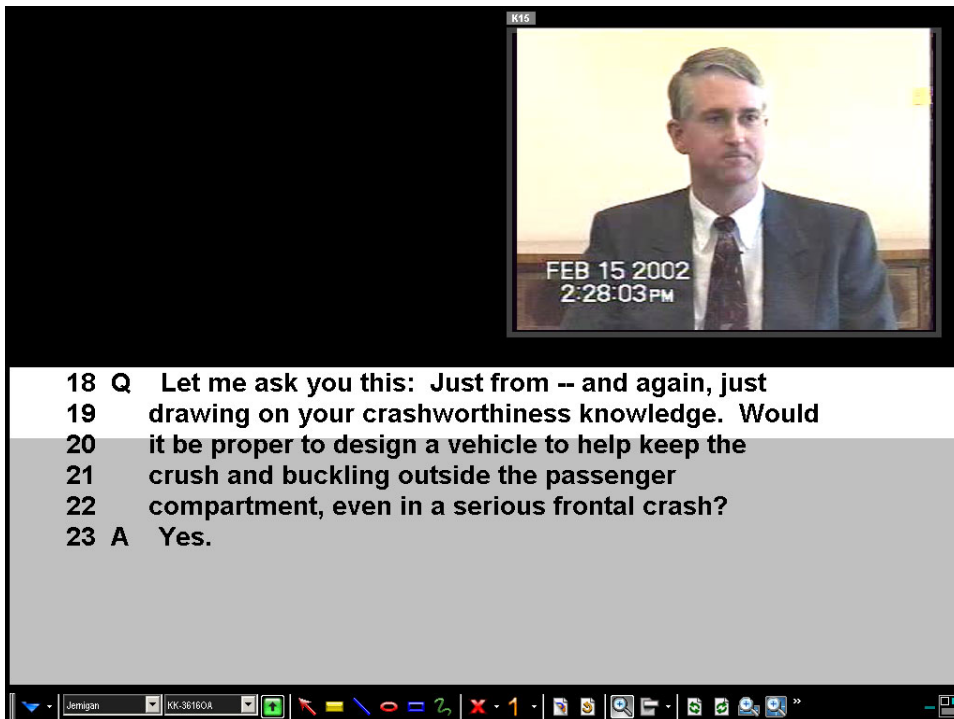 K15
FEB 15 2002
2:28:03PM
18 Q Let me ask you this: Just from -- and again, just
19 drawing on your crashworthiness knowledge. Would
20 it be proper to design a vehicle to help keep the
21 crush and buckling outside the passenger
22 compartment, even in a serious frontal crash?
23 A Yes.
Jernigan KK-3616OA 1